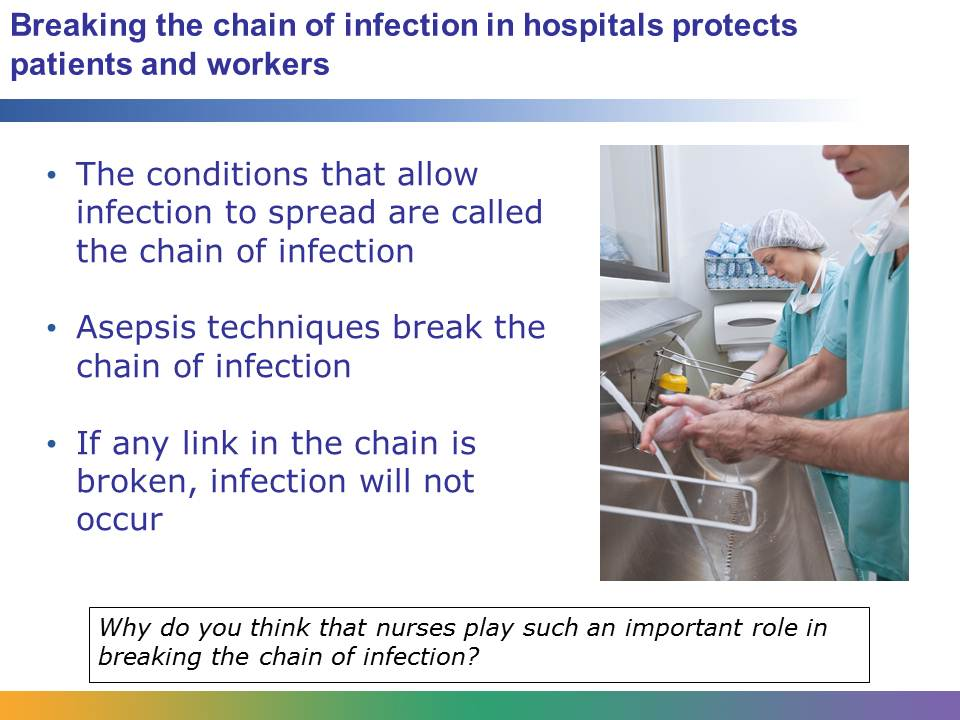 Breaking the chain of infection in hospitals protects
patients and workers
• The conditions that allow
infection to spread are called
the chain of infection
• Asepsis techniques break the
chain of infection
• If any link in the chain is
broken, infection will not
occur
Why do you think that nurses play such an important role in
breaking the chain of infection?